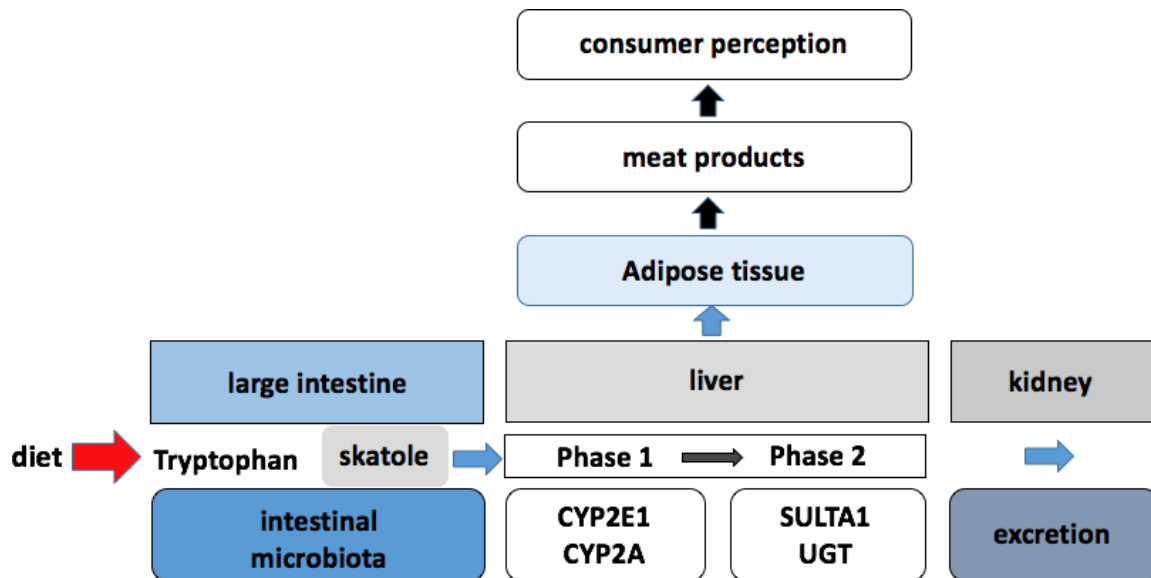 consumer perception
meat products
Adipose tissue
large intestine
liver
kidney
diet
Tryptophan
skatole
Phase 1
Phase 2
intestinal
microbiota
CYP2E1
CYP2A
SULTA1
UGT
excretion